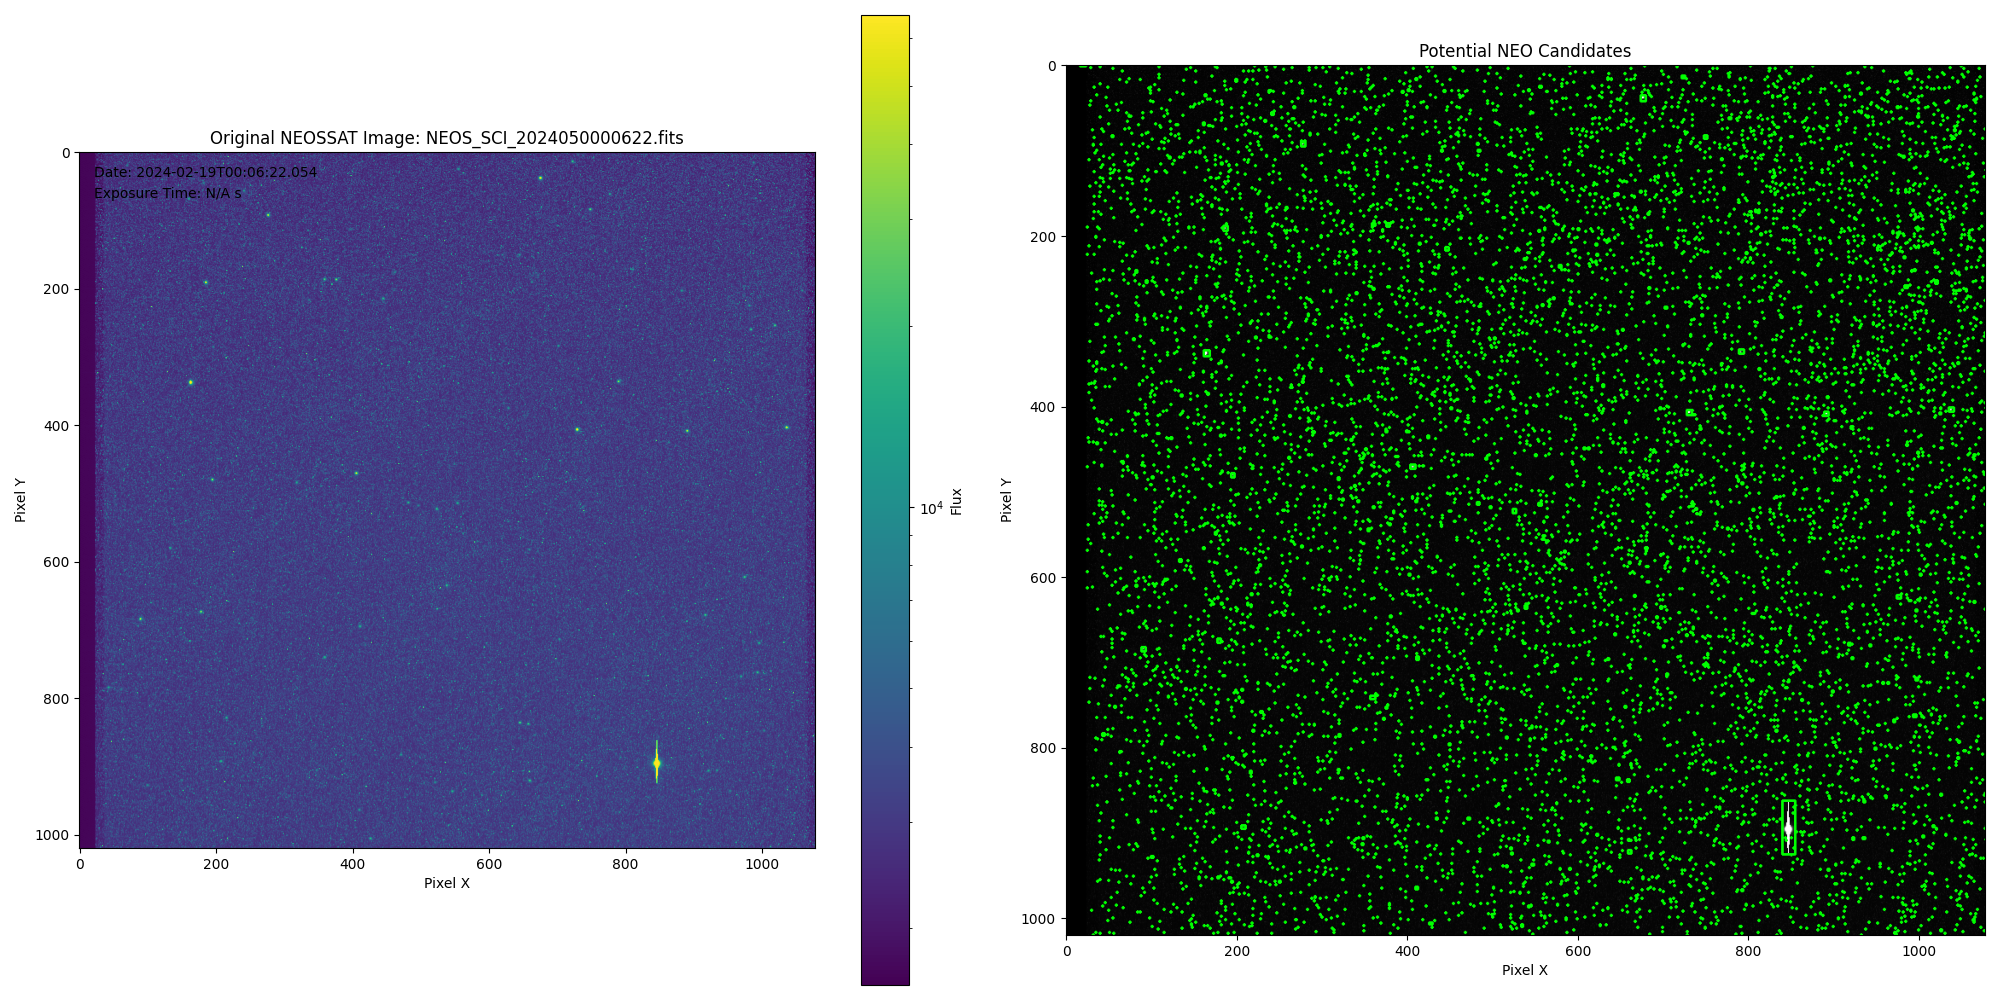 Original NEOSSAT Image: NEOS_SCI_2024050000622.fits
Date: 2024-02-19T00:06:22.054
Exposure Time: N/A s
0
200
400
600
800
1000
Pixel Y
0
200
400
600
800
1000
Pixel X
10⁴
Flux
Potential NEO Candidates
0
200
400
600
800
1000
Pixel Y
0
200
400
600
800
1000
Pixel X